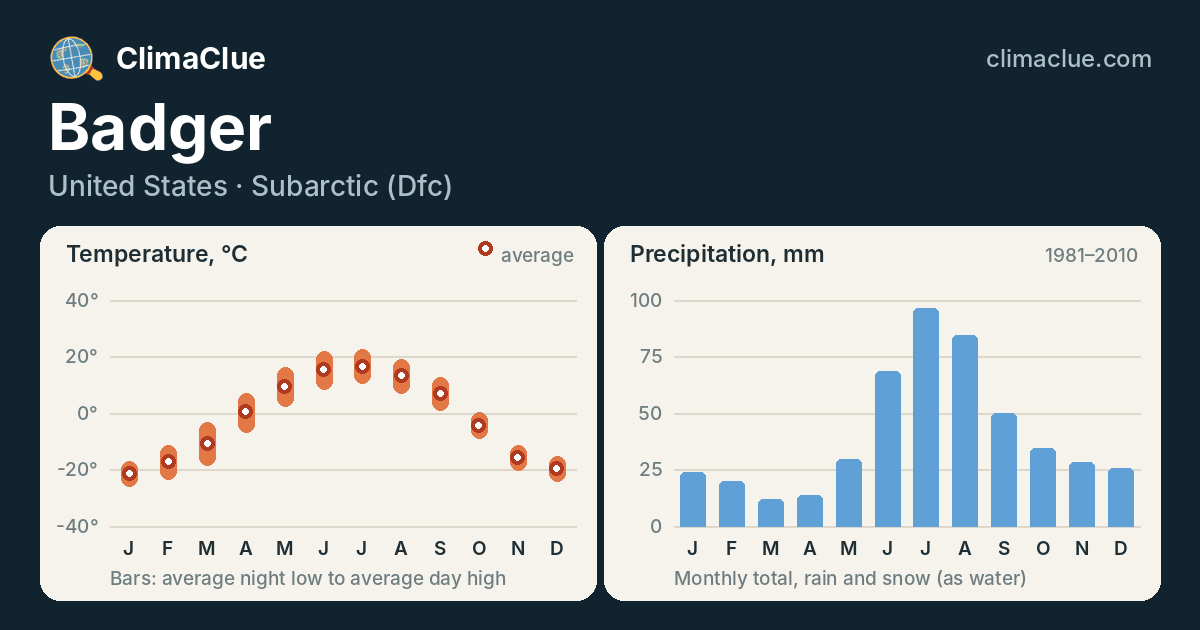 ClimaClue
climaclue.com
Badger
United States · Subarctic (Dfc)
Temperature, °C
average
40°
20°
0°
-20°
-40°
J F M A M J J A S O N D
Bars: average night low to average day high
Precipitation, mm
1981–2010
100
75
50
25
0
J F M A M J J A S O N D
Monthly total, rain and snow (as water)